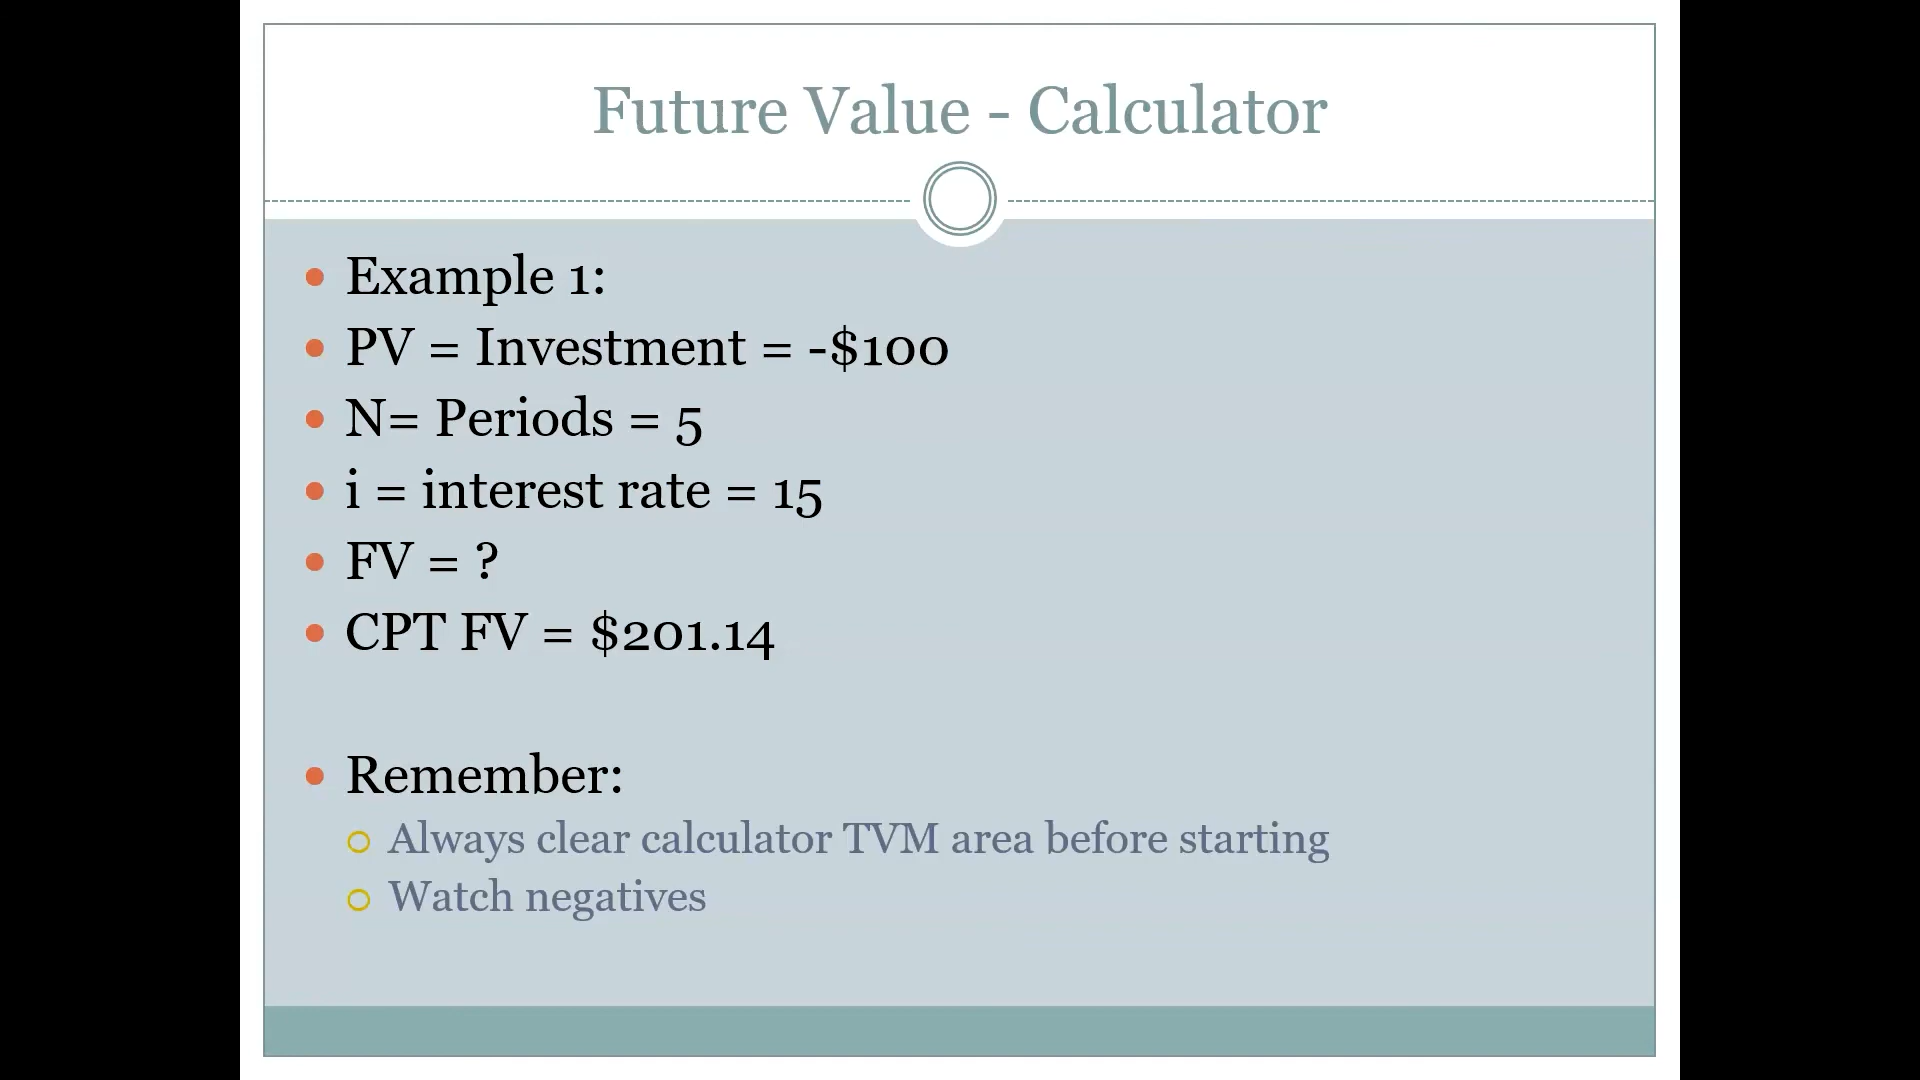 Future Value - Calculator
Example 1:
PV = Investment = -$100
N= Periods = 5
i = interest rate = 15
FV = ?
CPT FV = $201.14
Remember:
Always clear calculator TVM area before starting
Watch negatives